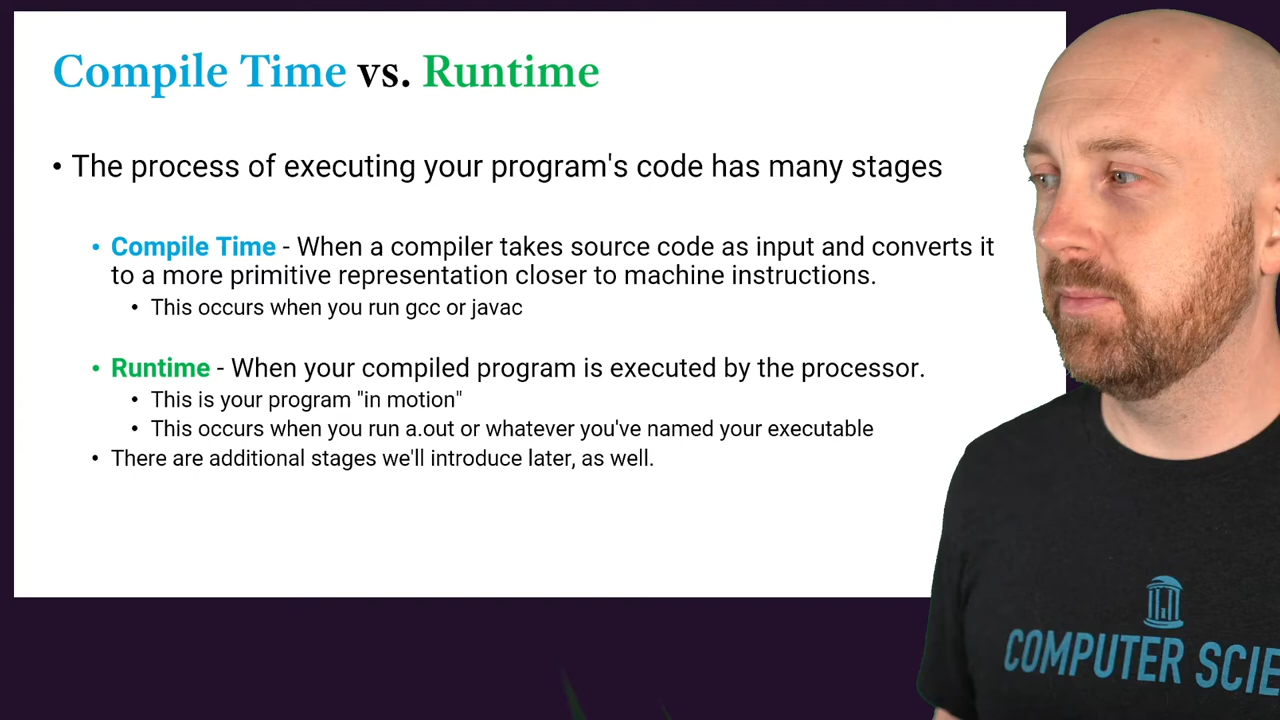 Compile Time vs. Runtime
• The process of executing your program's code has many stages
• Compile Time - When a compiler takes source code as input and converts it
to a more primitive representation closer to machine instructions.
• This occurs when you run gcc or javac
• Runtime - When your compiled program is executed by the processor.
• This is your program "in motion"
• This occurs when you run a.out or whatever you've named your executable
• There are additional stages we'll introduce later, as well.
COMPUTER SCIE